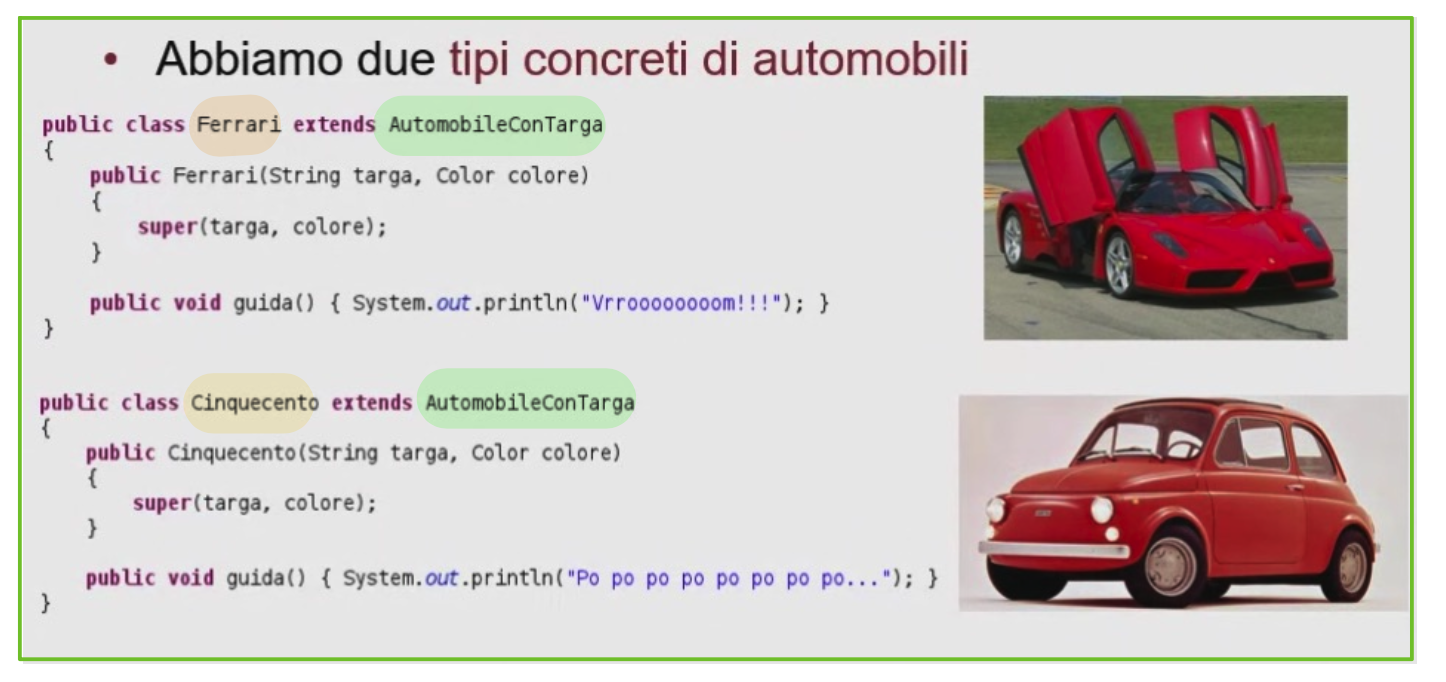 • Abbiamo due tipi concreti di automobili
public class Ferrari extends AutomobileConTarga
{
public Ferrari(String targa, Color colore)
{
super(targa, colore);
}
public void guida() { System.out.println("Vrroooooooom!!!"); }
}
public class Cinquecento extends AutomobileConTarga
{
public Cinquecento(String targa, Color colore)
{
super(targa, colore);
}
public void guida() { System.out.println("Po po po po po po po po..."); }
}